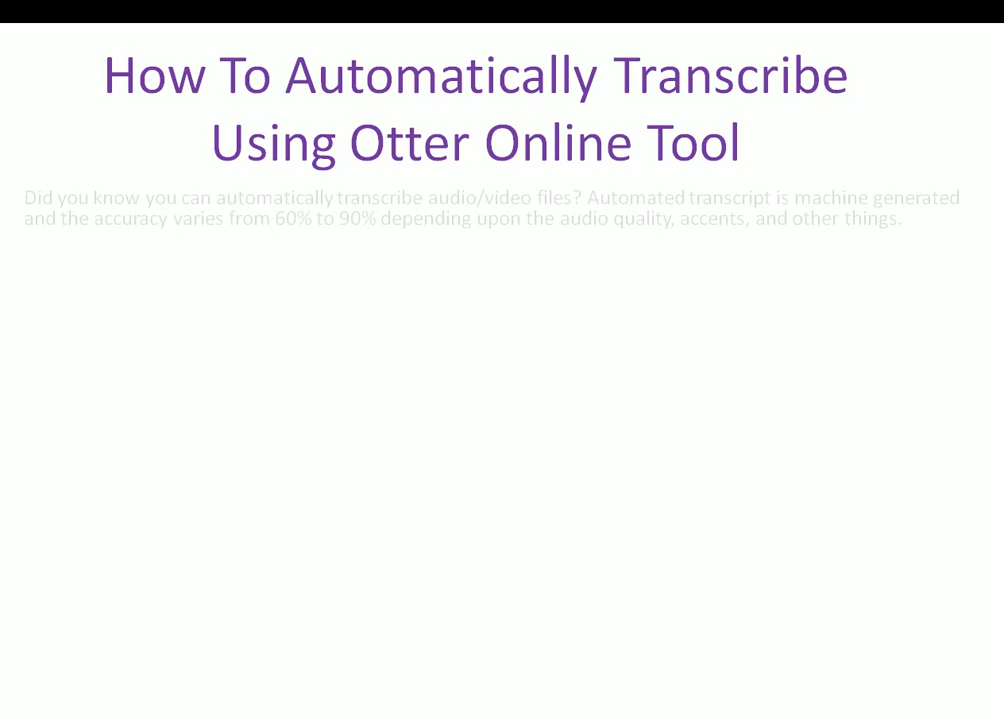 How To Automatically Transcribe
Using Otter Online Tool
Did you know you can automatically transcribe audio/video files? Automated transcript is machine generated
and the accuracy varies from 60% to 90% depending upon the audio quality, accents, and other things.